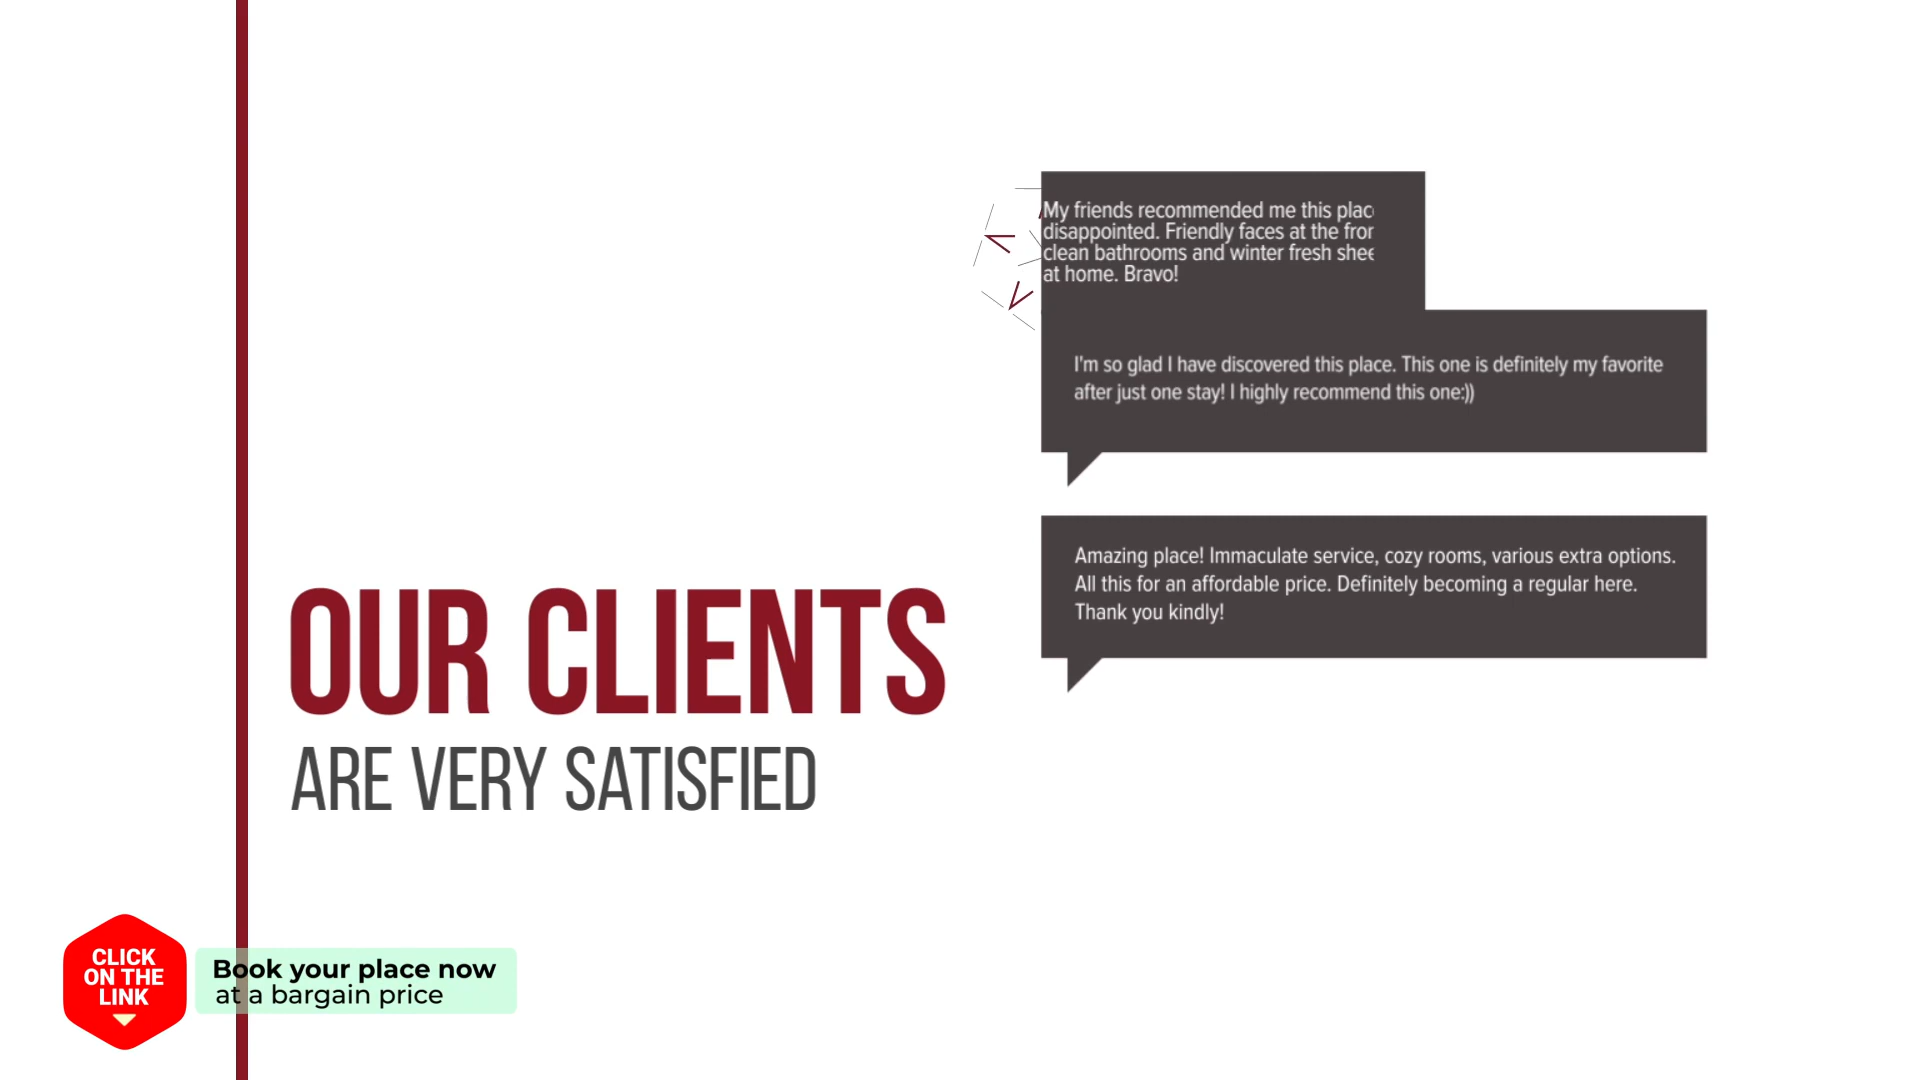 My friends recommended me this
disappointed. Friendly faces at the
clean bathrooms and winter fresh
at home. Bravo!
I'm so glad I have discovered this place. This one is definitely my favorite
after just one stay! I highly recommend this one:))
Amazing place! Immaculate service, cozy rooms, various extra options.
All this for an affordable price. Definitely becoming a regular here.
Thank you kindly!
OUR CLIENTS
ARE VERY SATISFIED
CLICK
ON THE
LINK
Book your place now
at a bargain price